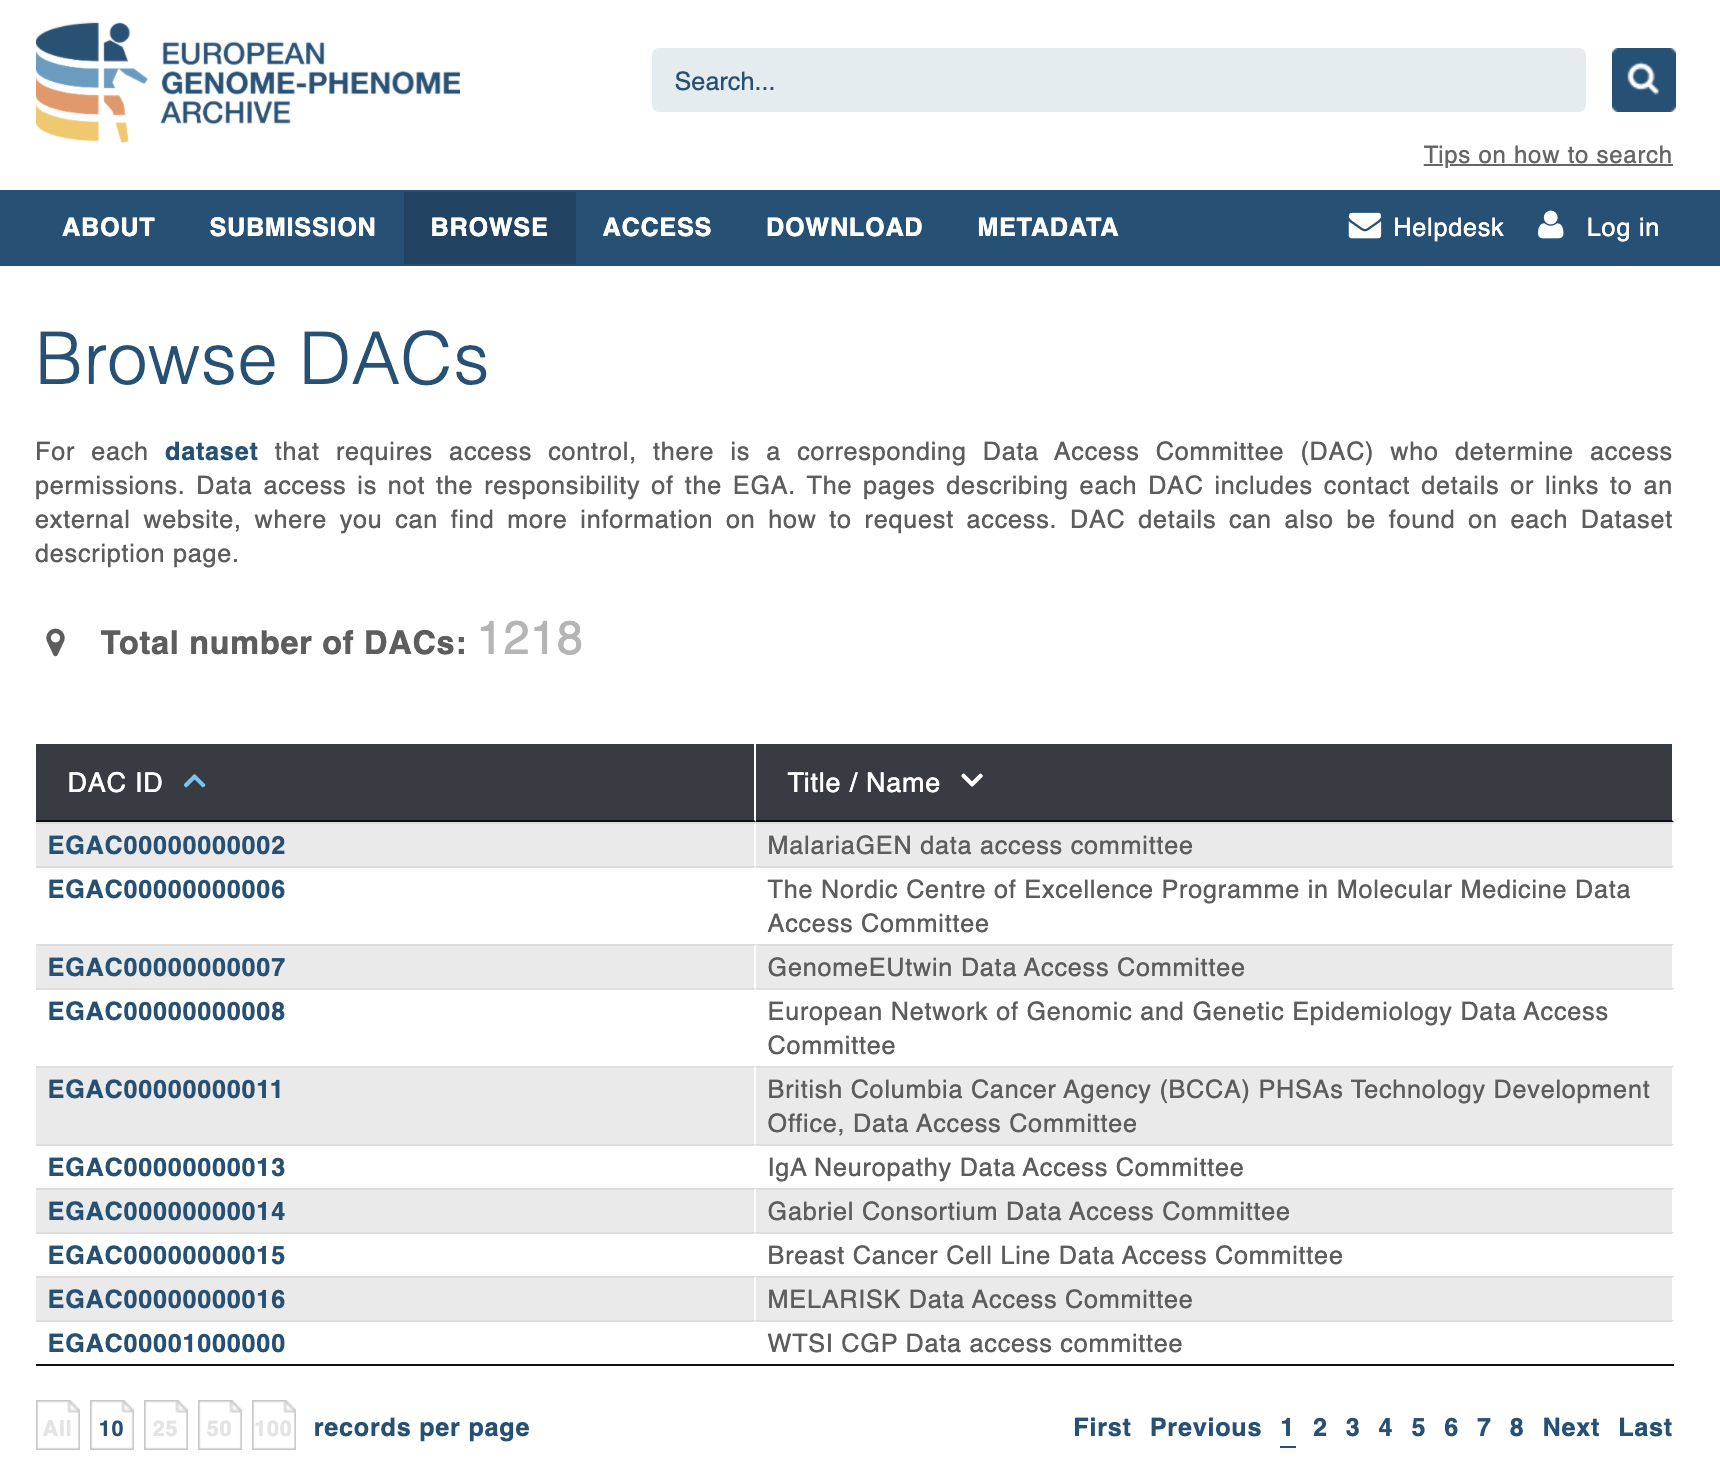 EUROPEAN
GENOME-PHENOME
ARCHIVE
Search...
Tips on how to search
ABOUT SUBMISSION BROWSE ACCESS DOWNLOAD METADATA Helpdesk Log in
Browse DACs
For each dataset that requires access control, there is a corresponding Data Access Committee (DAC) who determine access
permissions. Data access is not the responsibility of the EGA. The pages describing each DAC includes contact details or links to an
external website, where you can find more information on how to request access. DAC details can also be found on each Dataset
description page.
Total number of DACs: 1218
DAC ID Title / Name
EGAC00000000002 MalariaGEN data access committee
EGAC00000000006 The Nordic Centre of Excellence Programme in Molecular Medicine Data
Access Committee
EGAC00000000007 GenomeEUtwin Data Access Committee
EGAC00000000008 European Network of Genomic and Genetic Epidemiology Data Access
Committee
EGAC00000000011 British Columbia Cancer Agency (BCCA) PHSAs Technology Development
Office, Data Access Committee
EGAC00000000013 IgA Neuropathy Data Access Committee
EGAC00000000014 Gabriel Consortium Data Access Committee
EGAC00000000015 Breast Cancer Cell Line Data Access Committee
EGAC00000000016 MELARISK Data Access Committee
EGAC00001000000 WTSI CGP Data access committee
All 10 25 50 100 records per page First Previous 1 2 3 4 5 6 7 8 Next Last